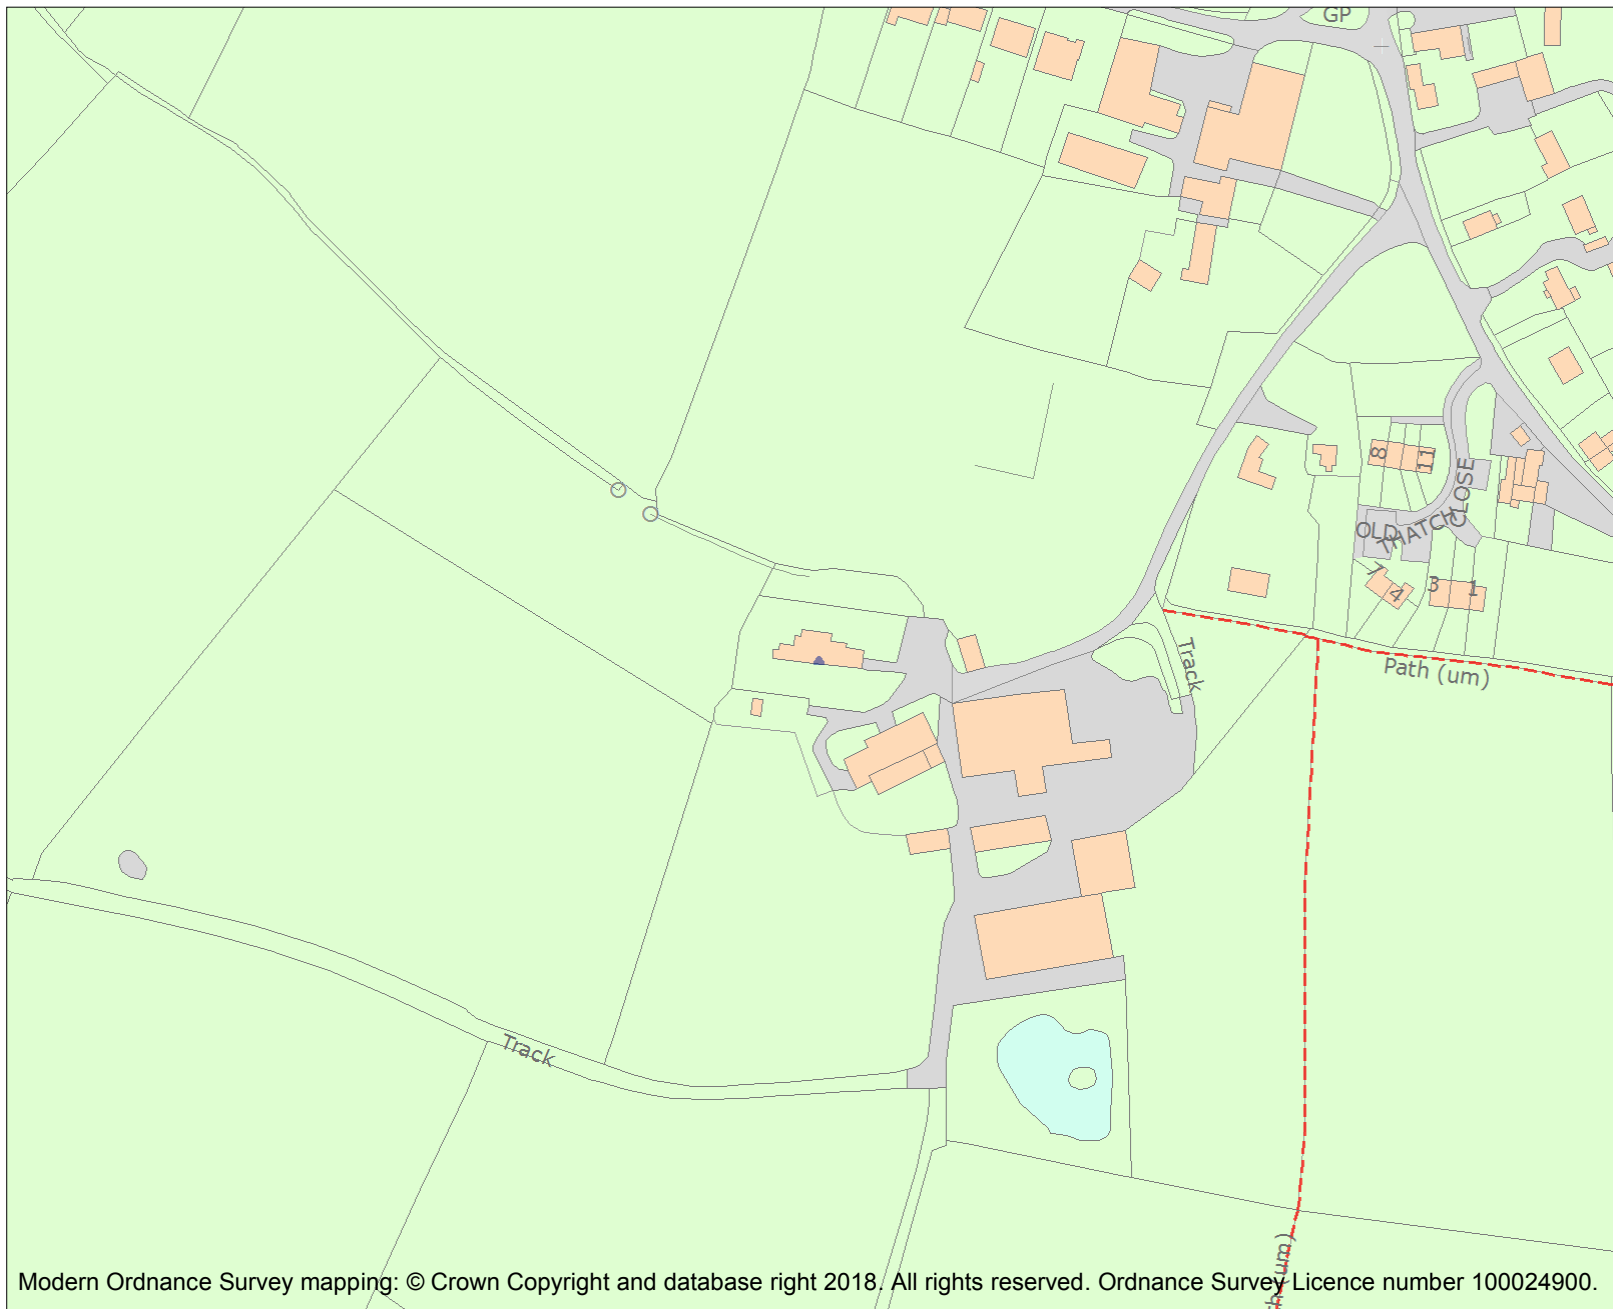 GP
8
11
CLOSE
OLD
THATCH
7
4
3
1
Track
Path (um)
Track
(um)
Modern Ordnance Survey mapping: © Crown Copyright and database right 2018. All rights reserved. Ordnance Survey Licence number 100024900.